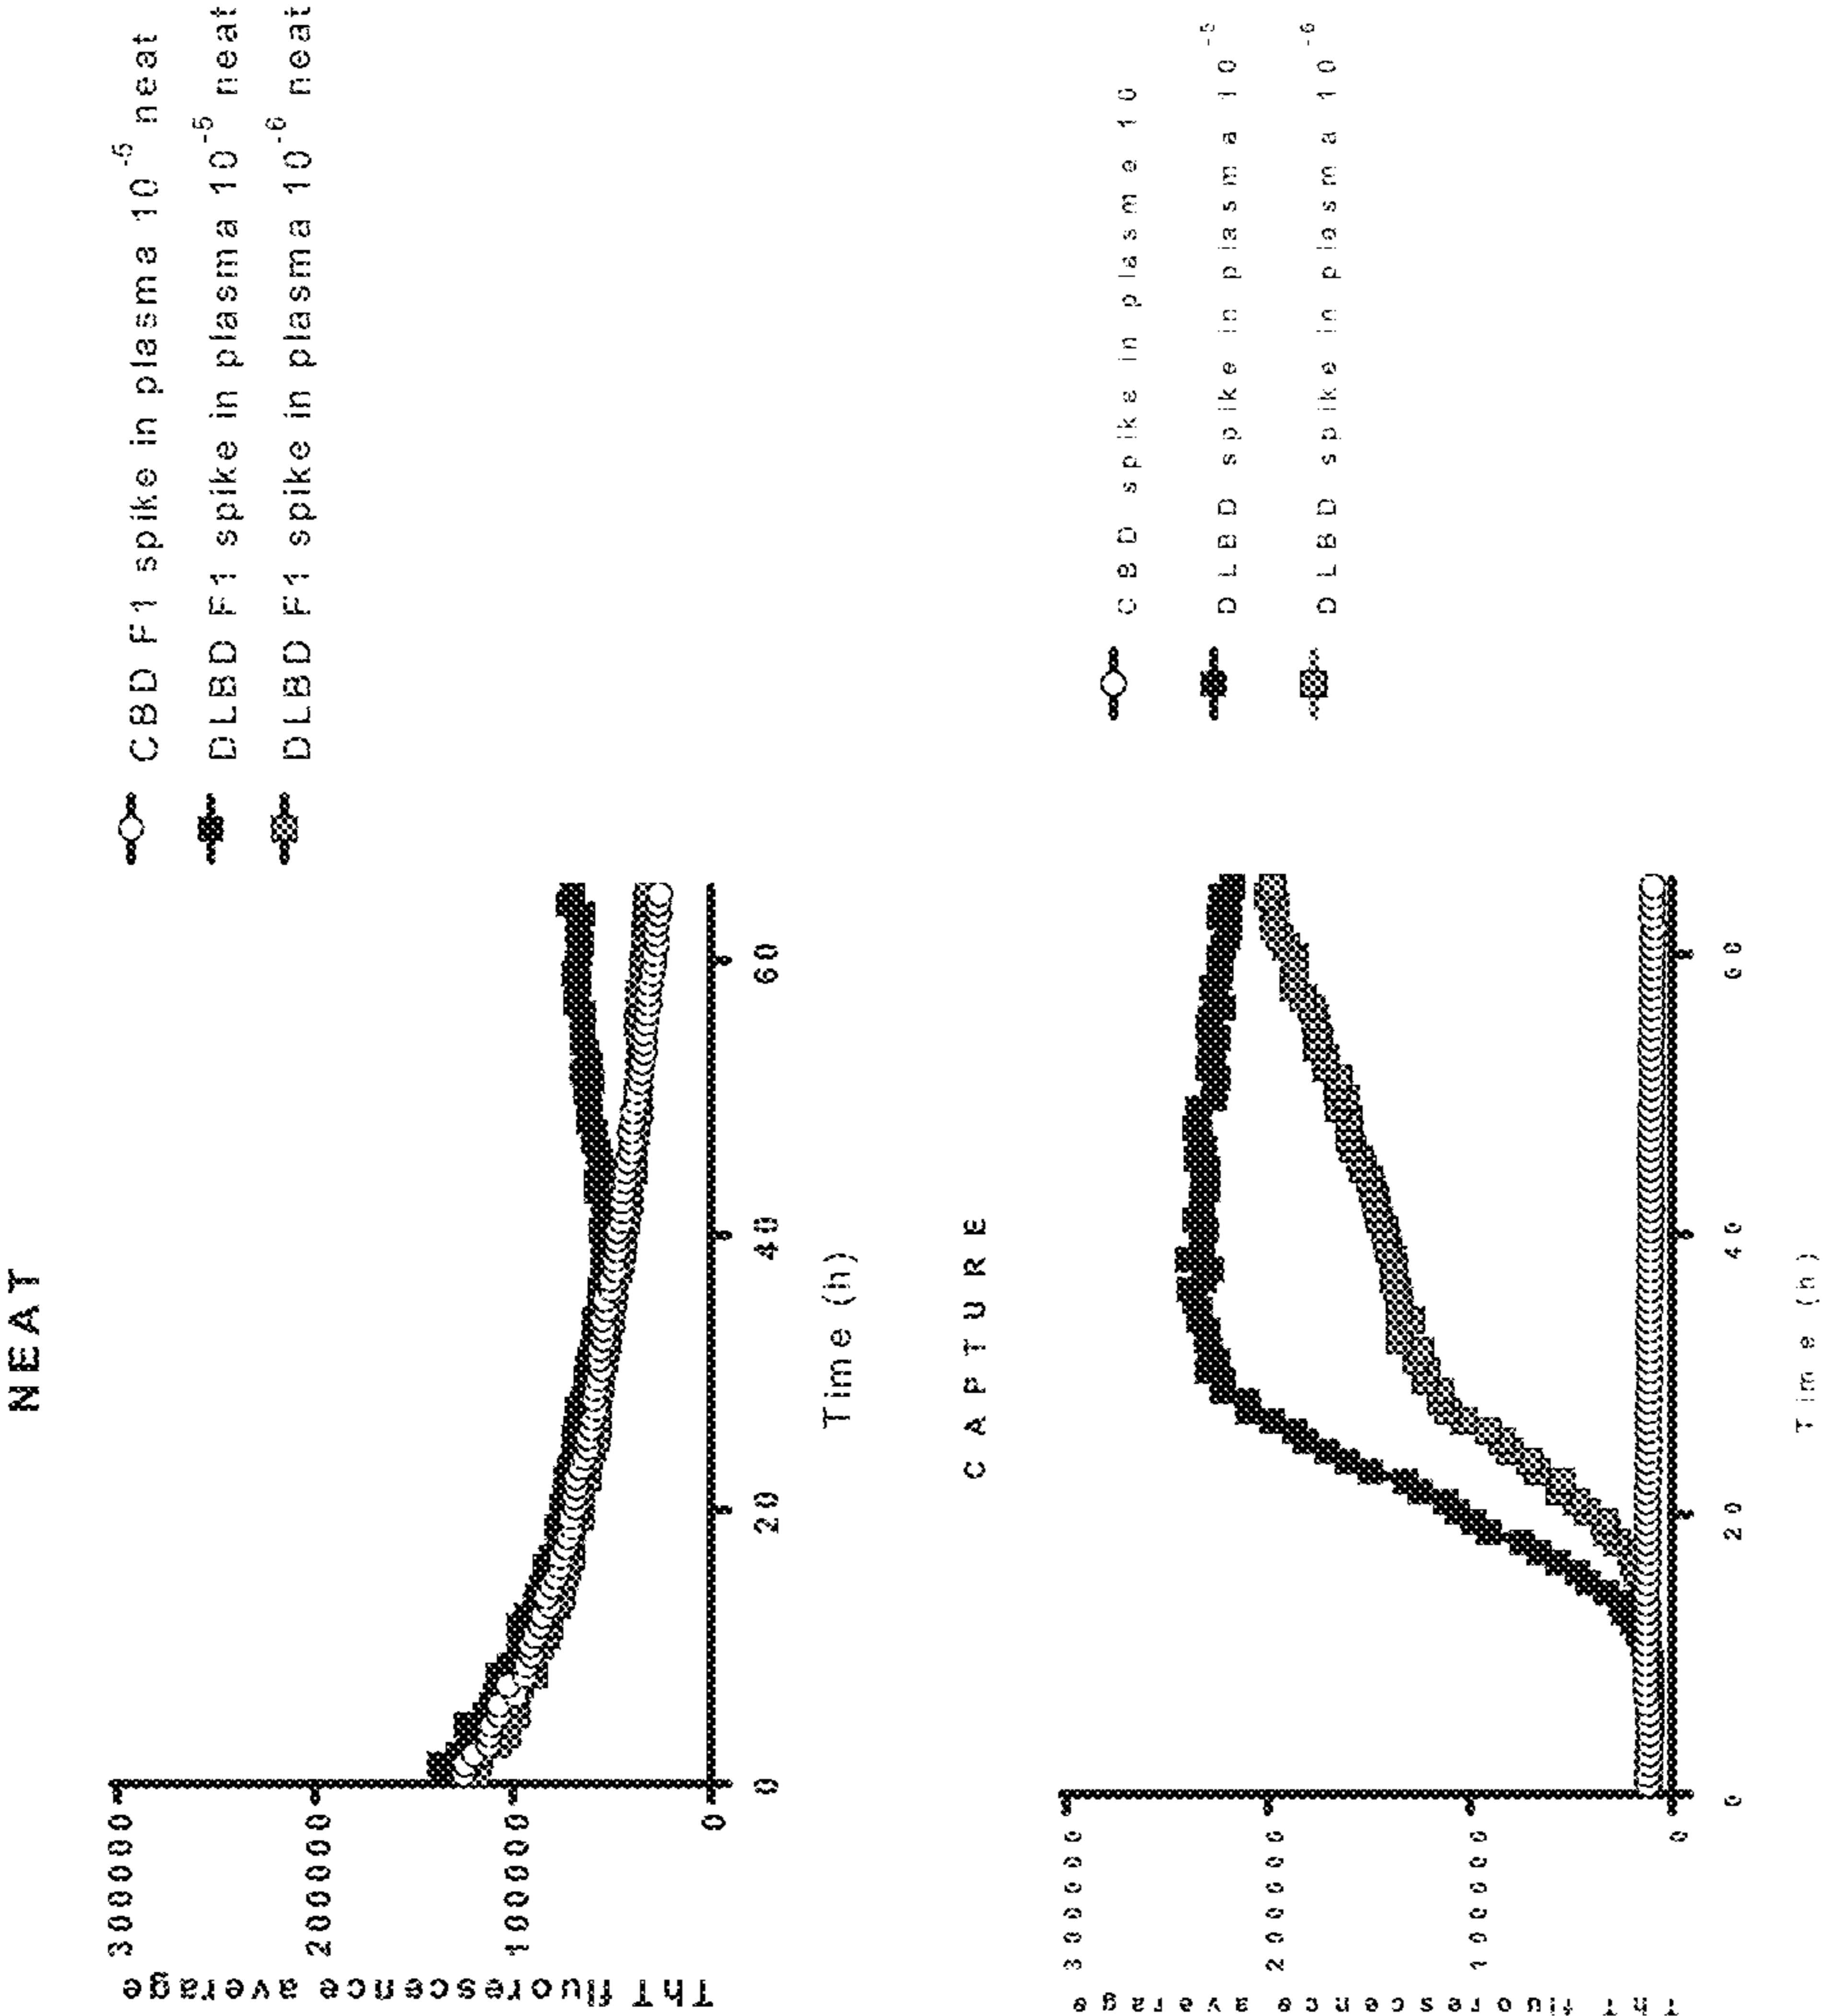 NEAT
CBD F1 spike in plasma 10-5 neat
DLBD F1 spike in plasma 10-5 neat
DLBD F1 spike in plasma 10-6 neat
300000
200000
100000
0
ThT fluorescence average
0
20
40
60
Time (h)
CAPTURE
CBD spike in plasma 10
DLBD spike in plasma 10-5
DLBD spike in plasma 10-6
300000
200000
100000
0
0
20
40
60
Time (h)